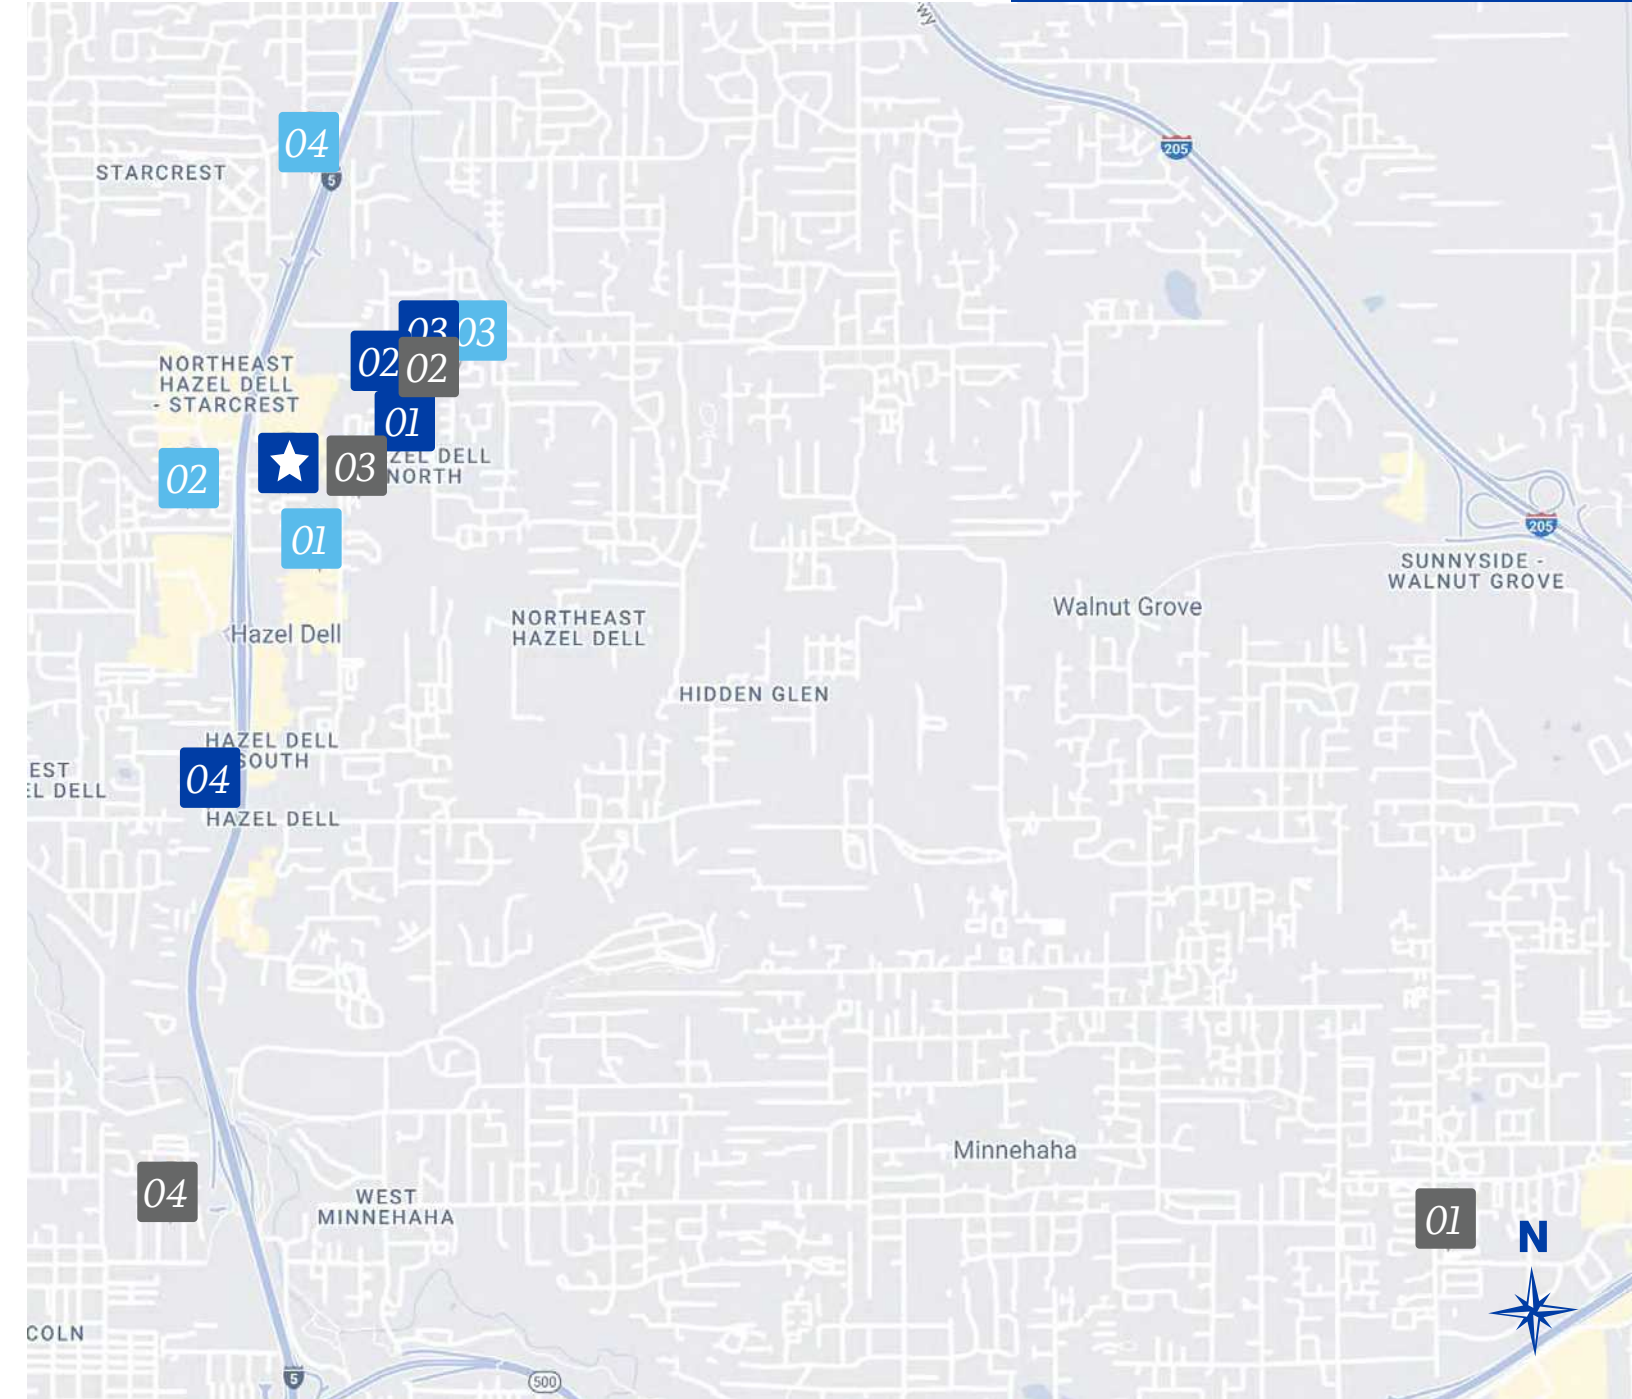 wy
205
04
STARCREST
5
03
03
02
02
NORTHEAST
HAZEL DELL
- STARCREST
01
ZEL DELL
NORTH
03
02
01
205
SUNNYSIDE -
WALNUT GROVE
Walnut Grove
NORTHEAST
HAZEL DELL
Hazel Dell
HIDDEN GLEN
HAZEL DELL
SOUTH
EST
EL DELL
04
HAZEL DELL
Minnehaha
04
WEST
MINNEHAHA
01
N
COLN
5
500